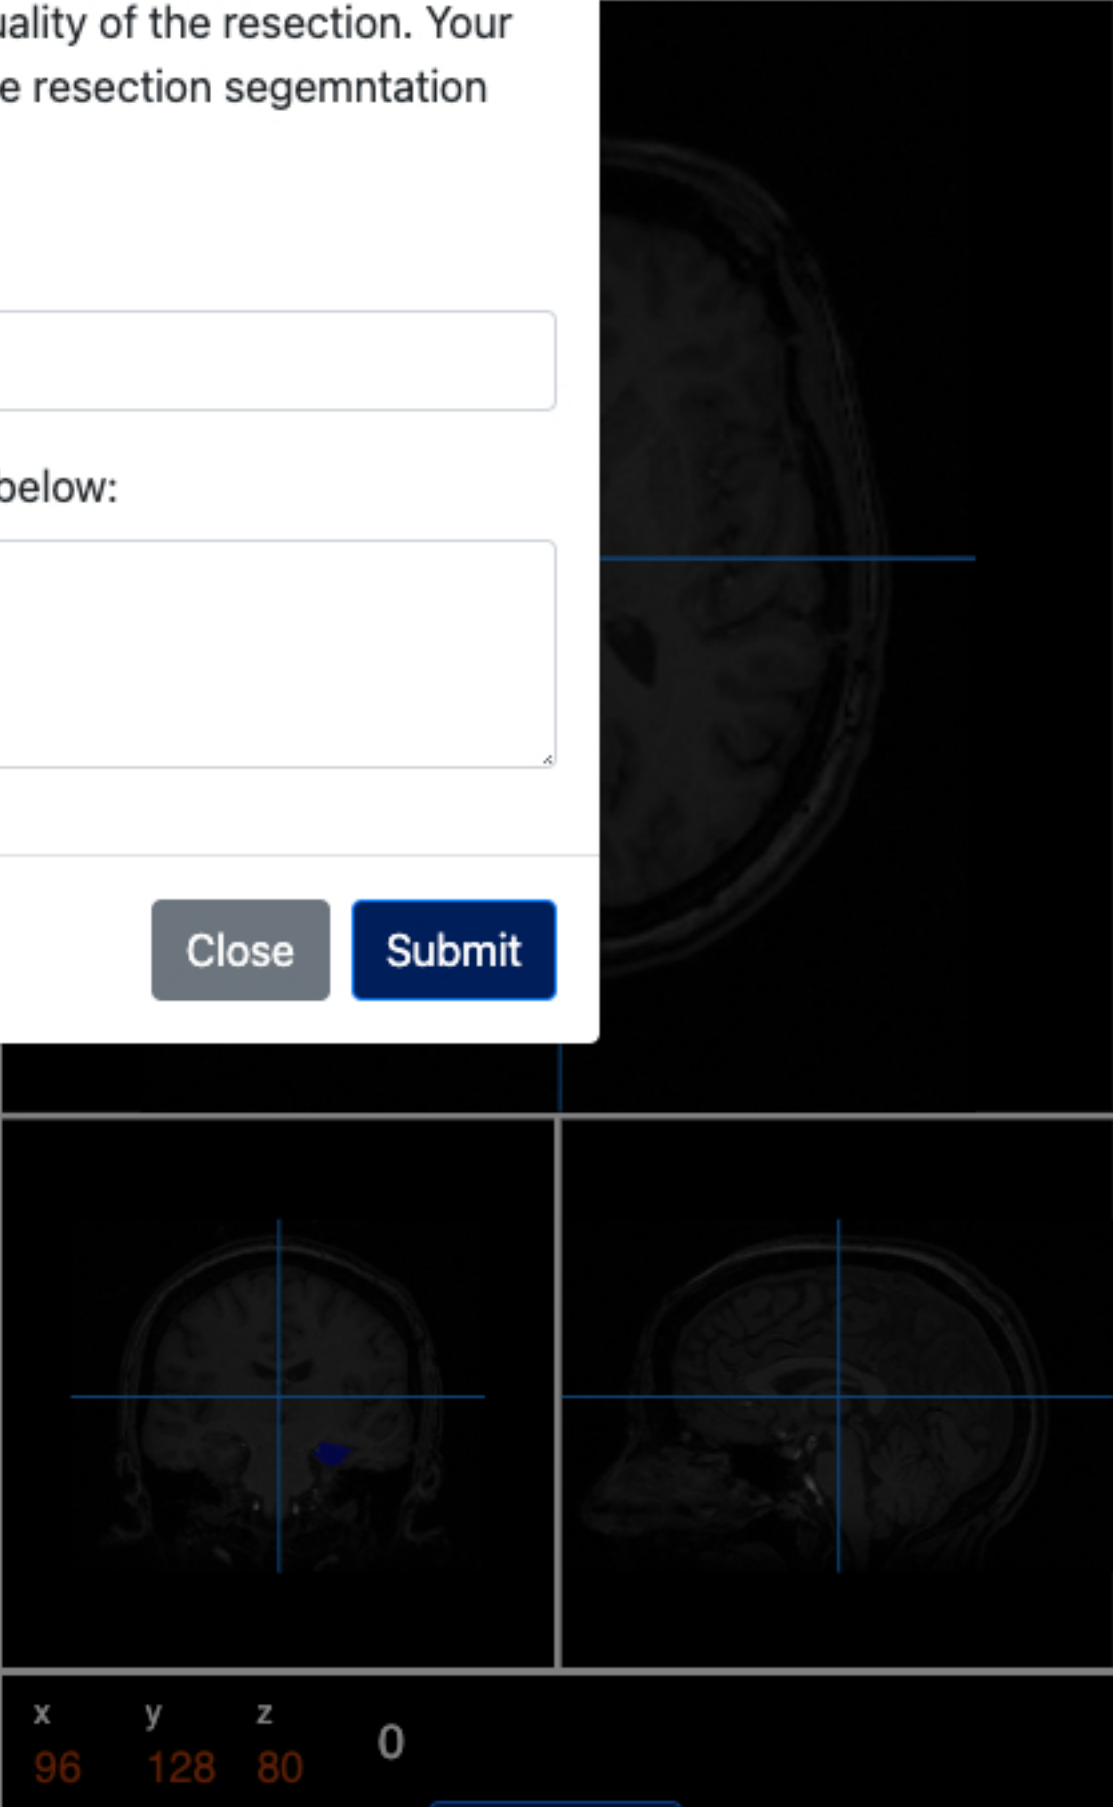 uality of the resection. Your
e resection segemntation
below:
Close Submit
x y z
96 128 80 0